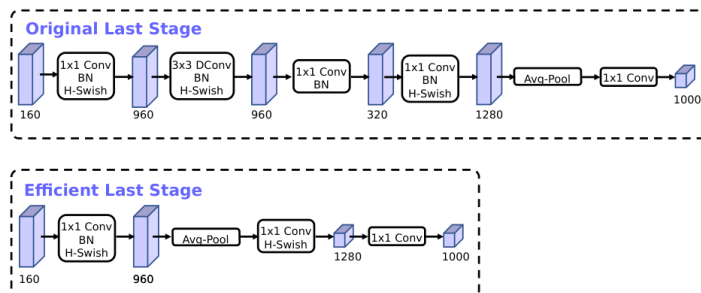 Original Last Stage
1x1 Conv
BN
H-Swish
3x3 DConv
BN
H-Swish
1x1 Conv
BN
1x1 Conv
BN
H-Swish
Avg-Pool
1x1 Conv
160
960
960
320
1280
1000
Efficient Last Stage
1x1 Conv
BN
H-Swish
Avg-Pool
1x1 Conv
H-Swish
1x1 Conv
160
960
1280
1000